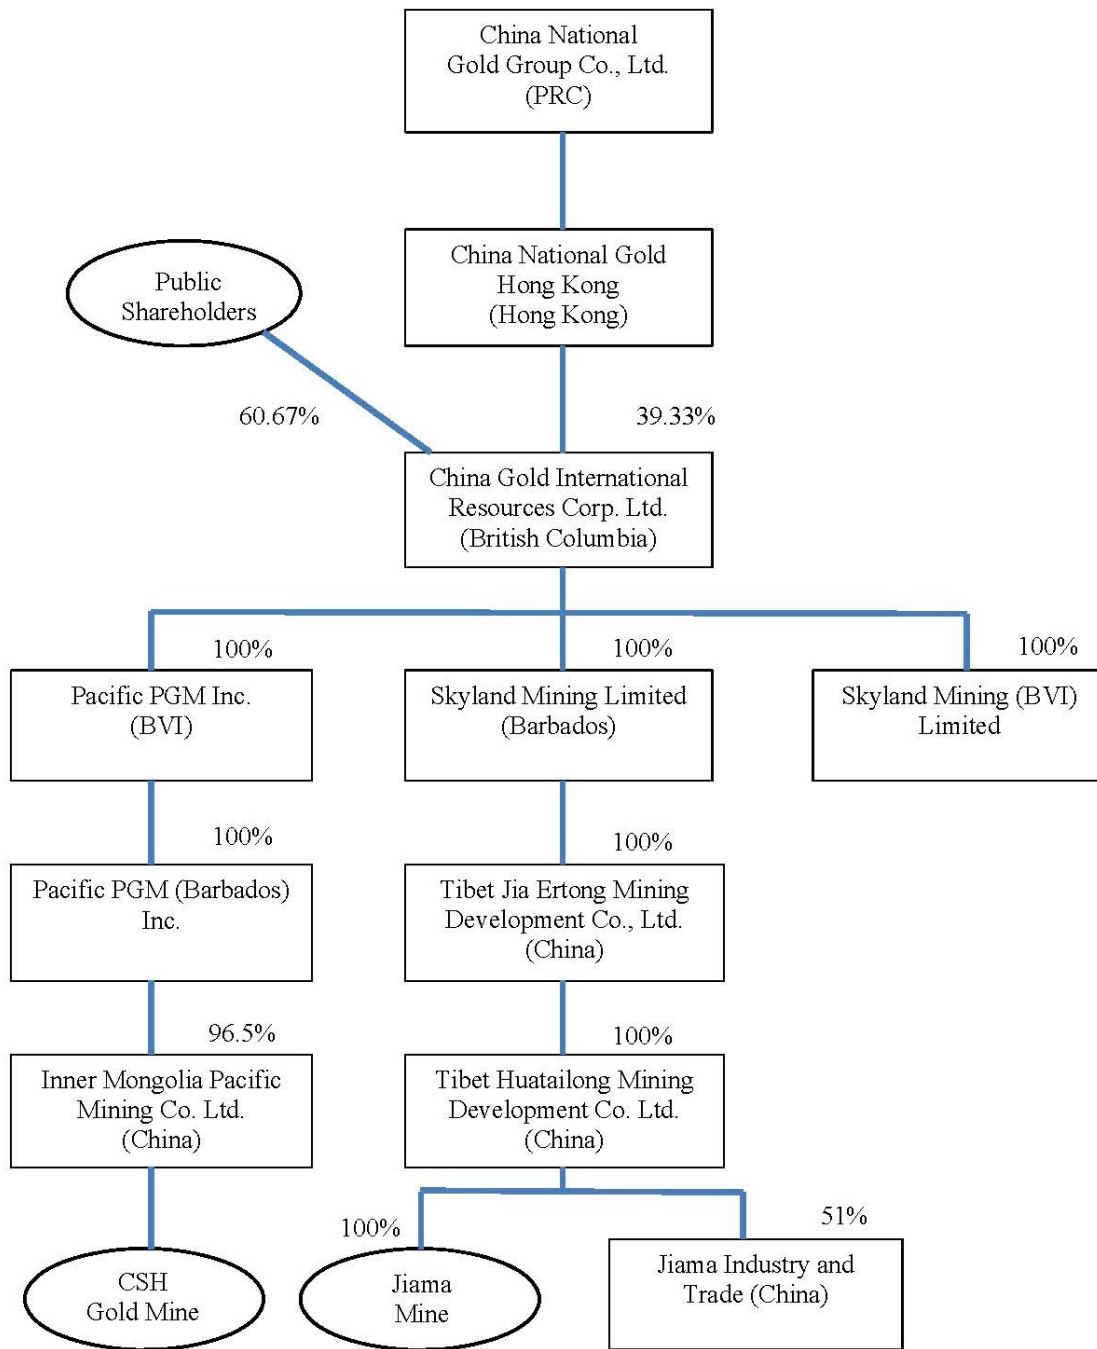 China National
Gold Group Co., Ltd.
(PRC)
China National Gold
Hong Kong
(Hong Kong)
Public
Shareholders
60.67%
39.33%
China Gold International
Resources Corp. Ltd.
(British Columbia)
100%
100%
100%
Pacific PGM Inc.
(BVI)
Skyland Mining Limited
(Barbados)
Skyland Mining (BVI)
Limited
100%
100%
Pacific PGM (Barbados)
Inc.
Tibet Jia Ertong Mining
Development Co., Ltd.
(China)
96.5%
100%
Inner Mongolia Pacific
Mining Co. Ltd.
(China)
Tibet Huatailong Mining
Development Co. Ltd.
(China)
100%
51%
CSH
Gold Mine
Jiama
Mine
Jiama Industry and
Trade (China)